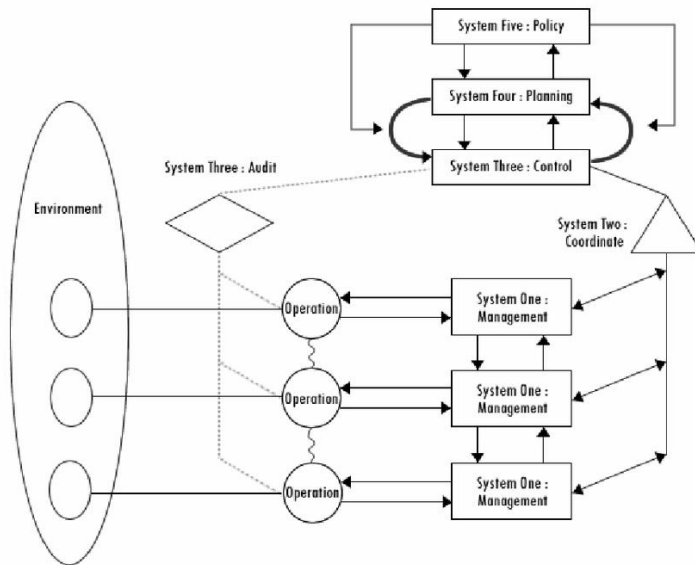 System Five : Policy
System Four : Planning
System Three : Audit
System Three : Control
Environment
System Two :
Coordinate
Operation
System One :
Management
Operation
System One :
Management
Operation
System One :
Management